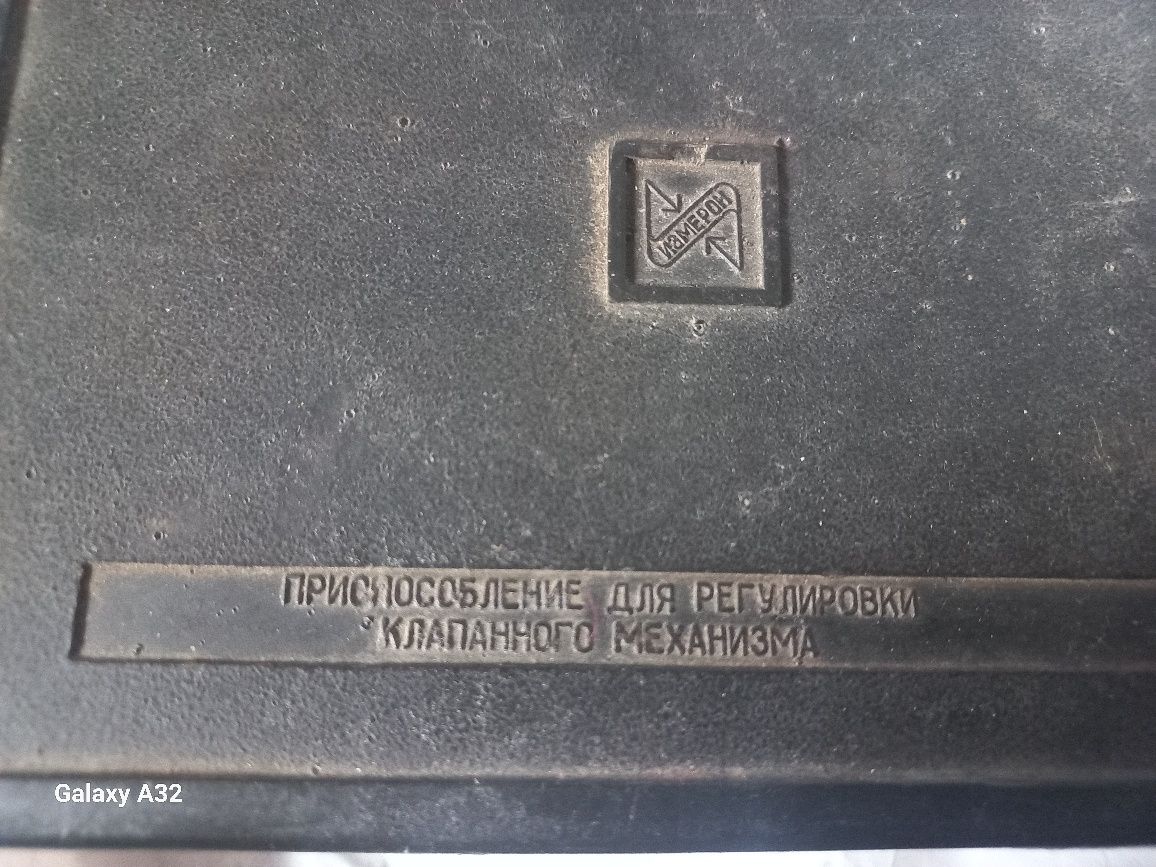 ИЗМЕРОН
ПРИСПОСОБЛЕНИЕ ДЛЯ РЕГУЛИРОВКИ
КЛАПАННОГО МЕХАНИЗМА
Galaxy A32